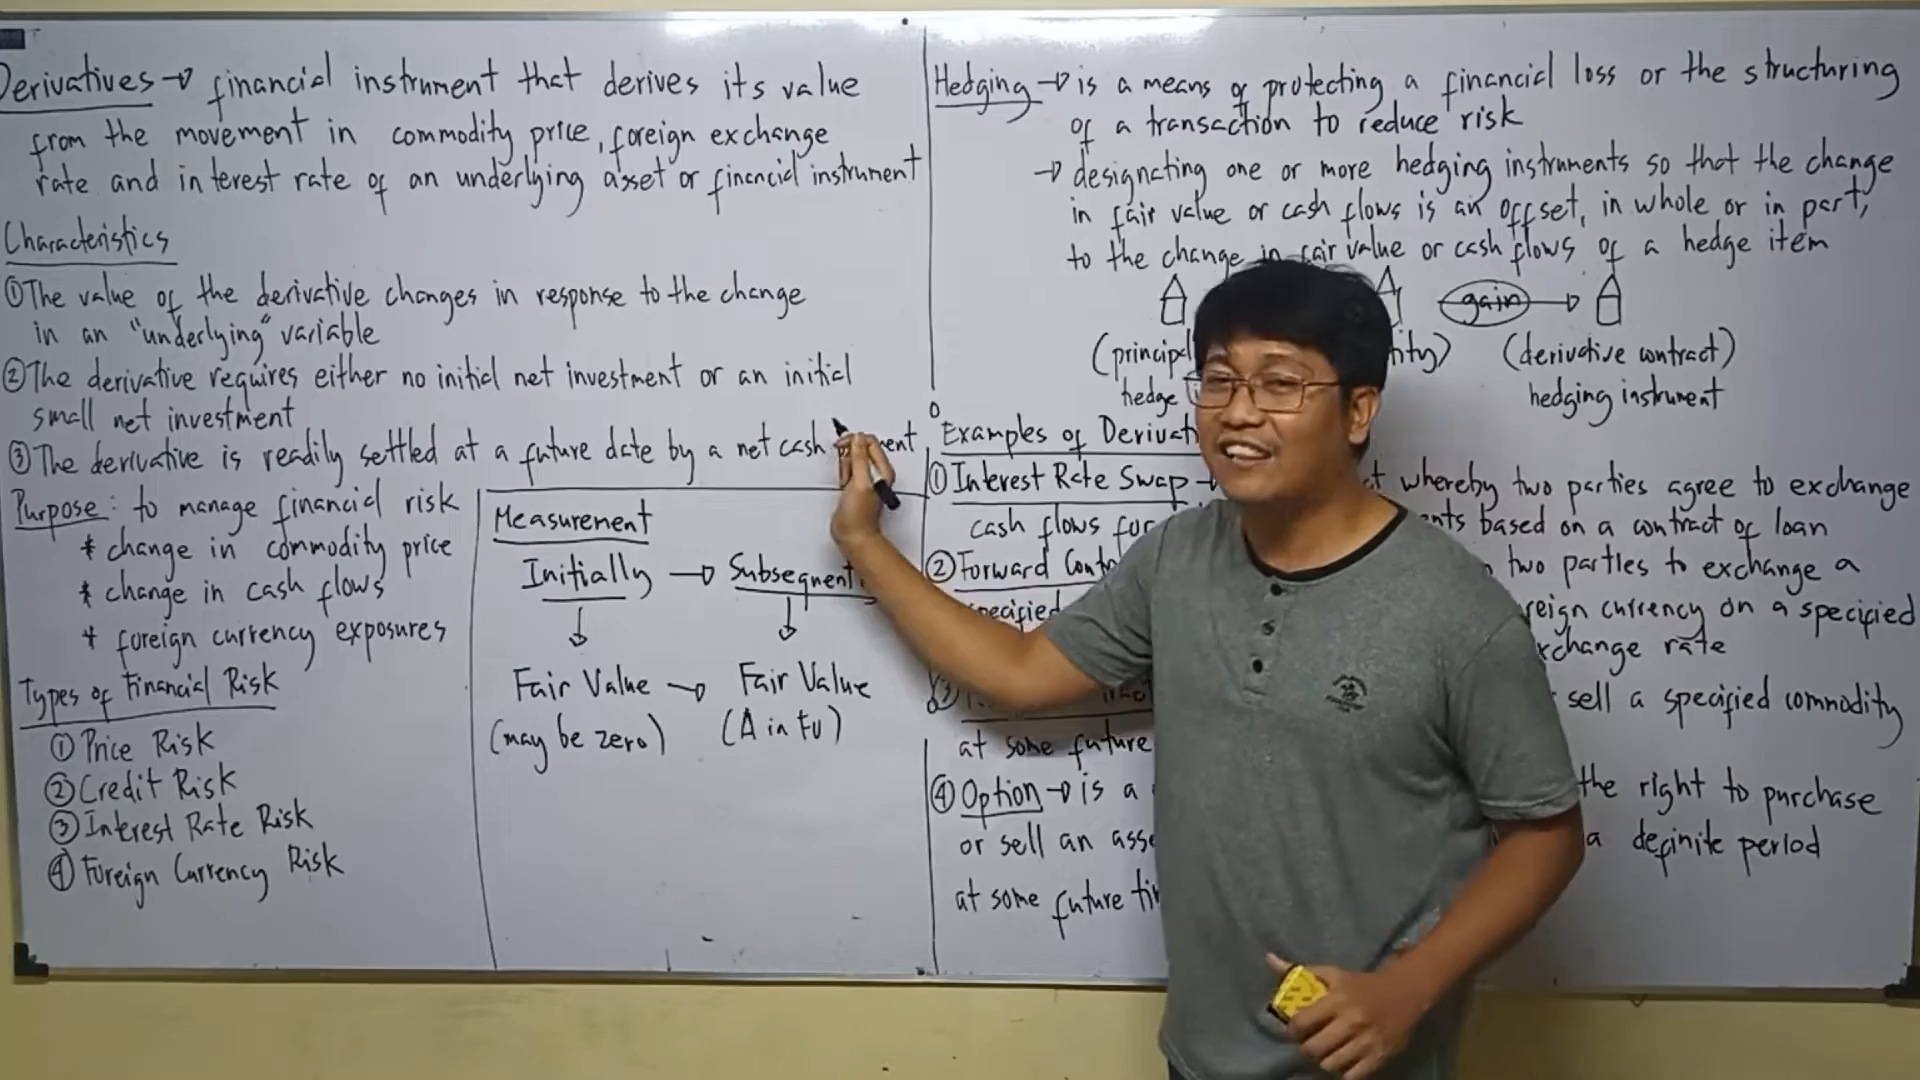 Derivatives → financial instrument that derives its value
from the movement in commodity price, foreign exchange
rate and interest rate of an underlying asset or financial instrument
Characteristics
① The value of the derivative changes in response to the change
in an "underlying" variable
② The derivative requires either no initial net investment or an initial
small net investment
③ The derivative is readily settled at a future date by a net cash
Purpose: to manage financial risk
* change in commodity price
* change in cash flows
* foreign currency exposures
Types of Financial Risk
① Price Risk
② Credit Risk
③ Interest Rate Risk
④ Foreign Currency Risk
Measurement
Initially → Subsequent
↓ ↓
Fair Value → Fair Value
(may be zero) (Δ in FV)
Hedging → is a means of protecting a financial loss or the structuring
of a transaction to reduce risk
→ designating one or more hedging instruments so that the change
in fair value or cash flows is an offset, in whole or in part,
to the change in fair value or cash flows of a hedge item
gain →
(principal (derivative contract)
hedge hedging instrument
Examples of
① Interest Rate Swap → whereby two parties agree to exchange
cash flows for based on a contract of loan
② Forward two parties to exchange a
currency on a specified
rate
③ sell a specified commodity
at some future
④ Option → is a the right to purchase
or sell an a definite period
at some future